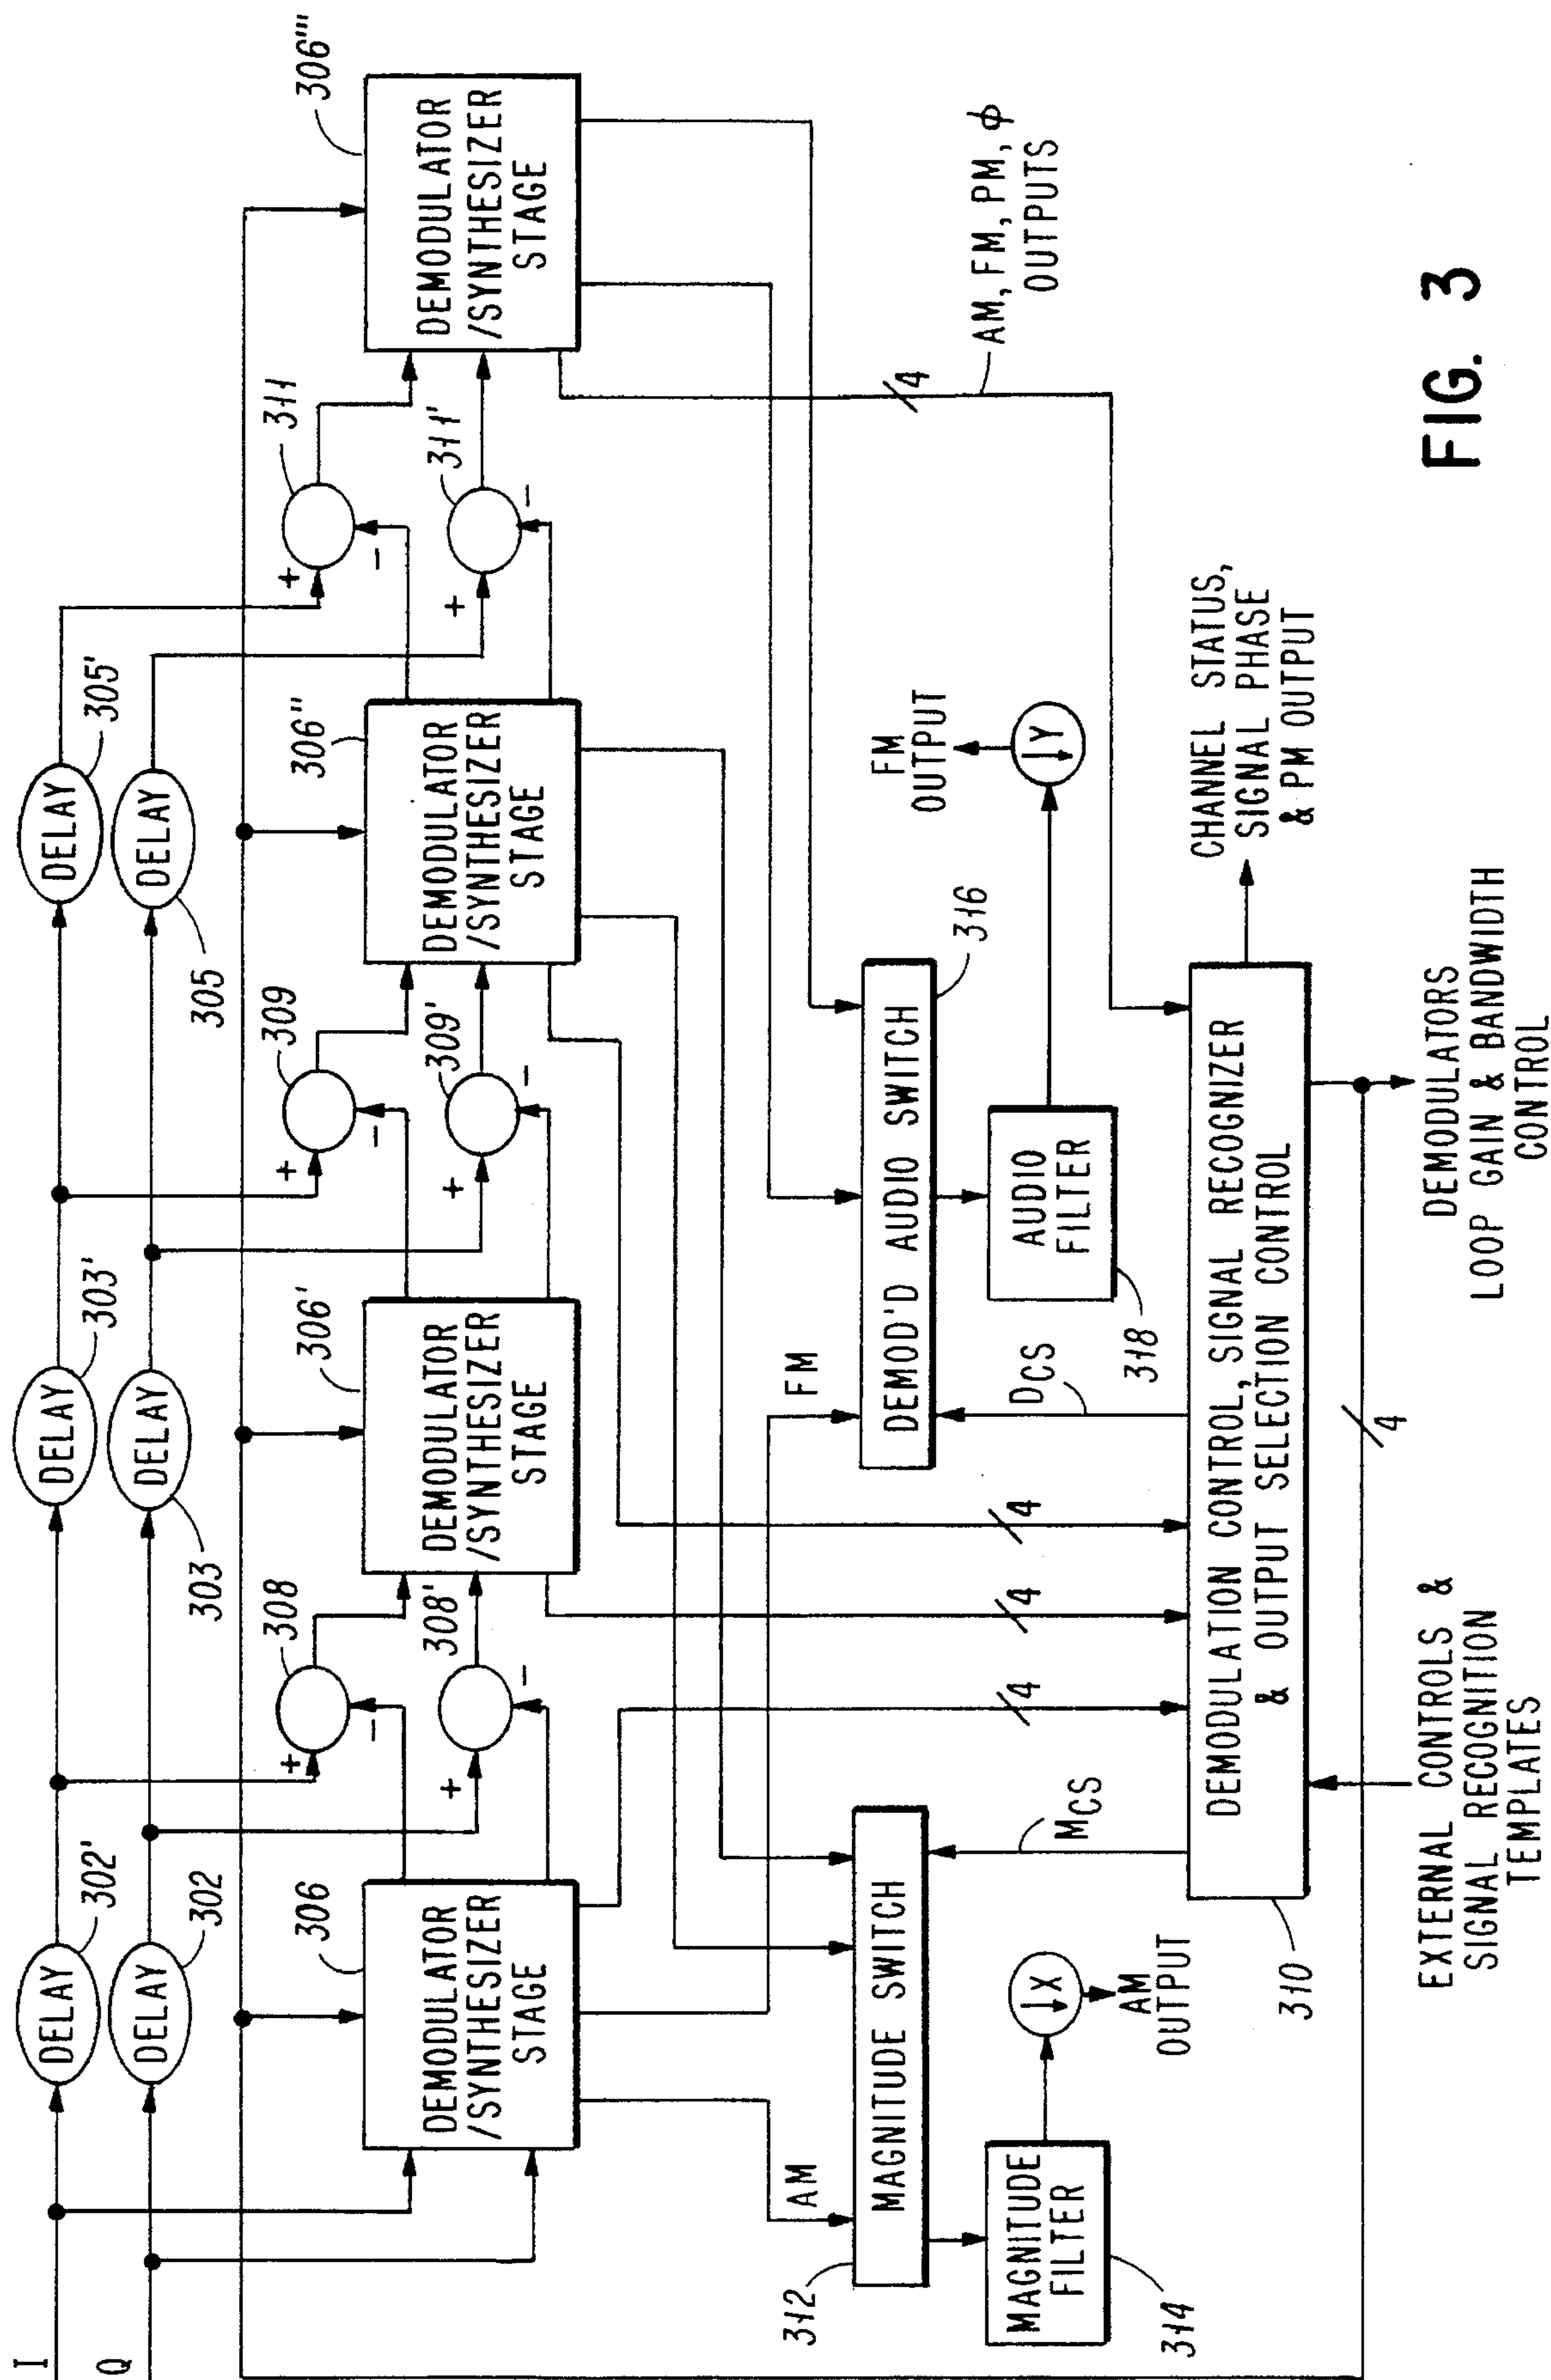 I
Q
DELAY
302'
DELAY
302
DELAY
303'
DELAY
303
DELAY
305'
DELAY
305
306
DEMODULATOR
/SYNTHESIZER
STAGE
+
308
-
+
308'
-
306'
DEMODULATOR
/SYNTHESIZER
STAGE
+
309
-
+
309'
-
306''
DEMODULATOR
/SYNTHESIZER
STAGE
+
311
-
+
311'
-
306'''
DEMODULATOR
/SYNTHESIZER
STAGE
AM
FM
312
MAGNITUDE SWITCH
DEMOD'D AUDIO SWITCH
316
MAGNITUDE
FILTER
314
↓X
AM
OUTPUT
MCS
4
4
4
DCS
AUDIO
FILTER
318
↓Y
FM
OUTPUT
4
AM, FM, PM, ϕ
OUTPUTS
310
DEMODULATION CONTROL, SIGNAL RECOGNIZER
& OUTPUT SELECTION CONTROL
CHANNEL STATUS,
SIGNAL PHASE
& PM OUTPUT
4
EXTERNAL CONTROLS &
SIGNAL RECOGNITION
TEMPLATES
DEMODULATORS
LOOP GAIN & BANDWIDTH
CONTROL
FIG. 3